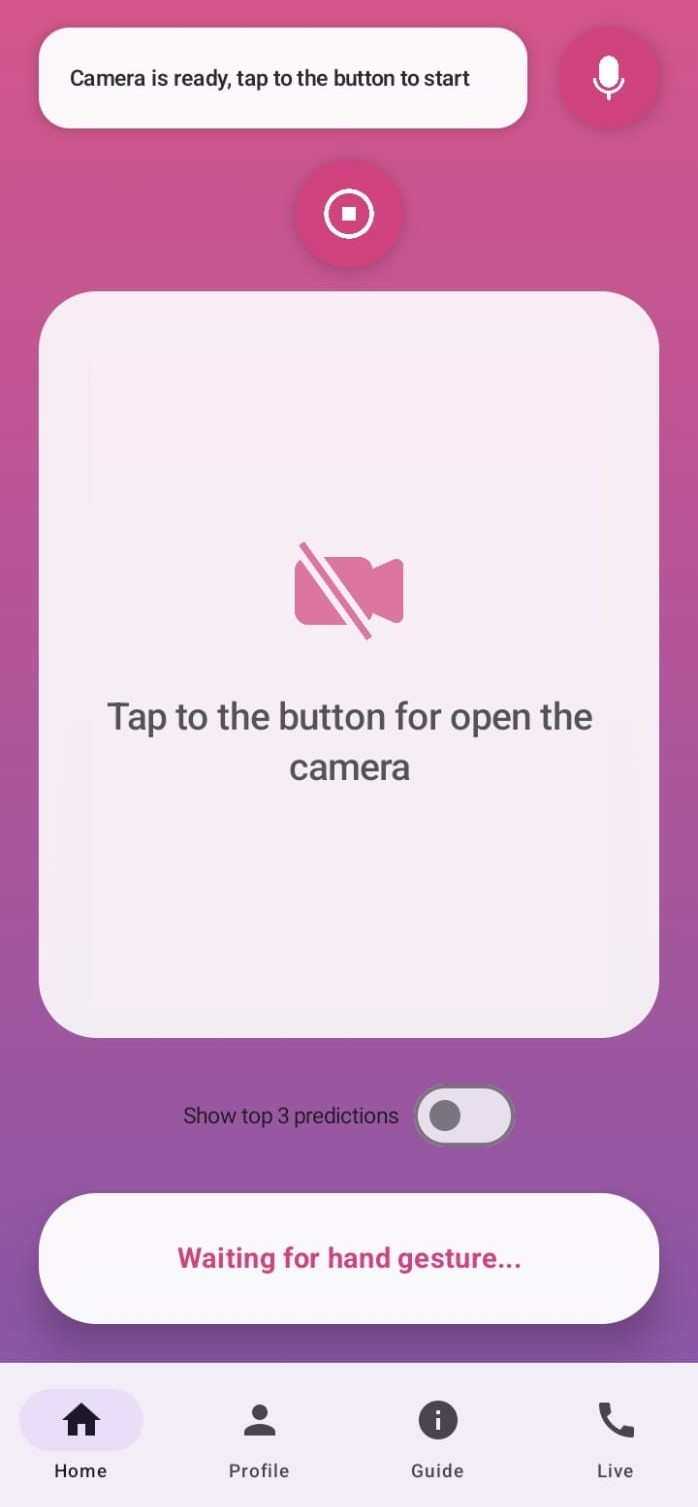 Camera is ready, tap to the button to start
Tap to the button for open the
camera
Show top 3 predictions
Waiting for hand gesture...
Home
Profile
Guide
Live